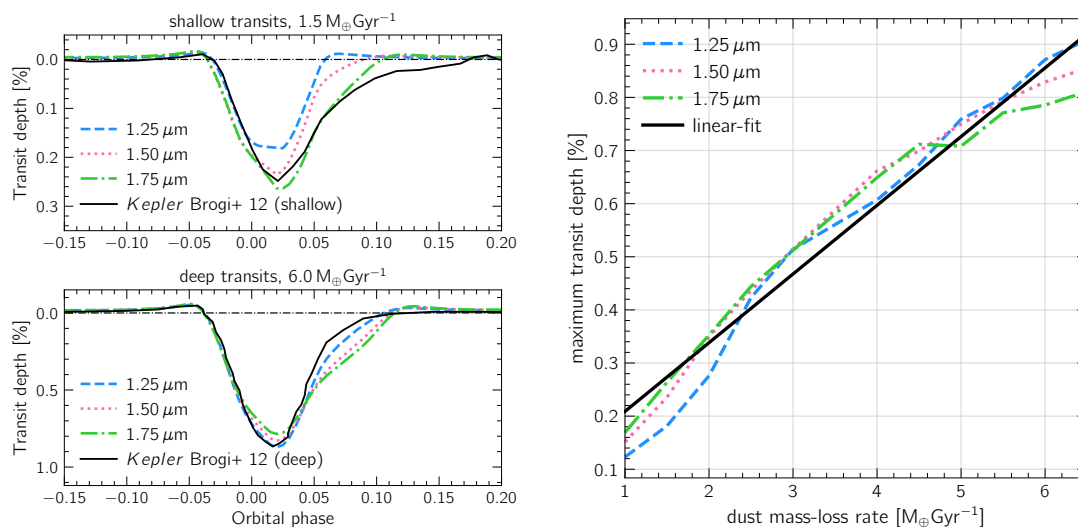 shallow transits, 1.5 M⊕Gyr⁻¹
Transit depth [%]
0.0
0.1
0.2
0.3
1.25 μm
1.50 μm
1.75 μm
Kepler Brogi+ 12 (shallow)
−0.15 −0.10 −0.05 0.00 0.05 0.10 0.15 0.20
deep transits, 6.0 M⊕Gyr⁻¹
Transit depth [%]
0.0
0.5
1.0
1.25 μm
1.50 μm
1.75 μm
Kepler Brogi+ 12 (deep)
−0.15 −0.10 −0.05 0.00 0.05 0.10 0.15 0.20
Orbital phase
maximum transit depth [%]
0.9
0.8
0.7
0.6
0.5
0.4
0.3
0.2
0.1
1.25 μm
1.50 μm
1.75 μm
linear-fit
1 2 3 4 5 6
dust mass-loss rate [M⊕Gyr⁻¹]